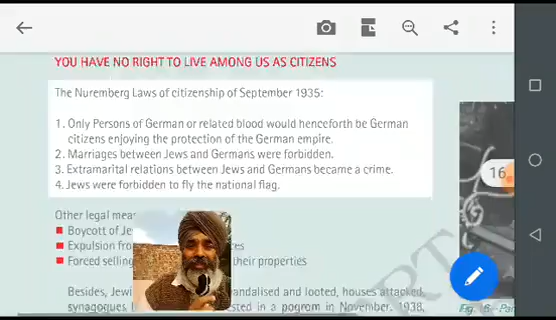 YOU HAVE NO RIGHT TO LIVE AMONG US AS CITIZENS
The Nuremberg Laws of citizenship of September 1935:
1. Only Persons of German or related blood would henceforth be German
citizens enjoying the protection of the German empire.
2. Marriages between Jews and Germans were forbidden.
3. Extramarital relations between Jews and Germans became a crime.
4. Jews were forbidden to fly the national flag.
16
Other legal
Boycott of
Expulsion
Forced selling their properties
Besides, andalised and looted, houses attacked,
synagogues ested in a pogrom in November. 1938,
Fig. 5